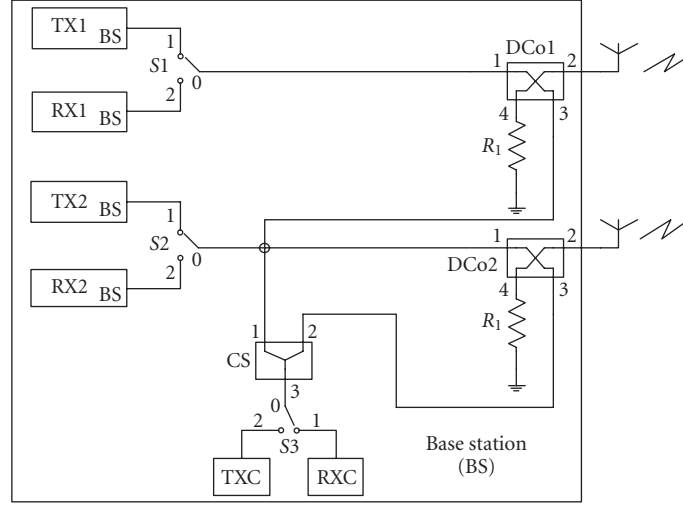 TX1 BS
1
S1
0
2
RX1 BS
DCo1
1 2
4 3
R1
TX2 BS
1
S2
0
2
RX2 BS
1 2
DCo2
4 3
R1
1 2
CS
3
0
2 1
S3
TXC RXC
Base station
(BS)